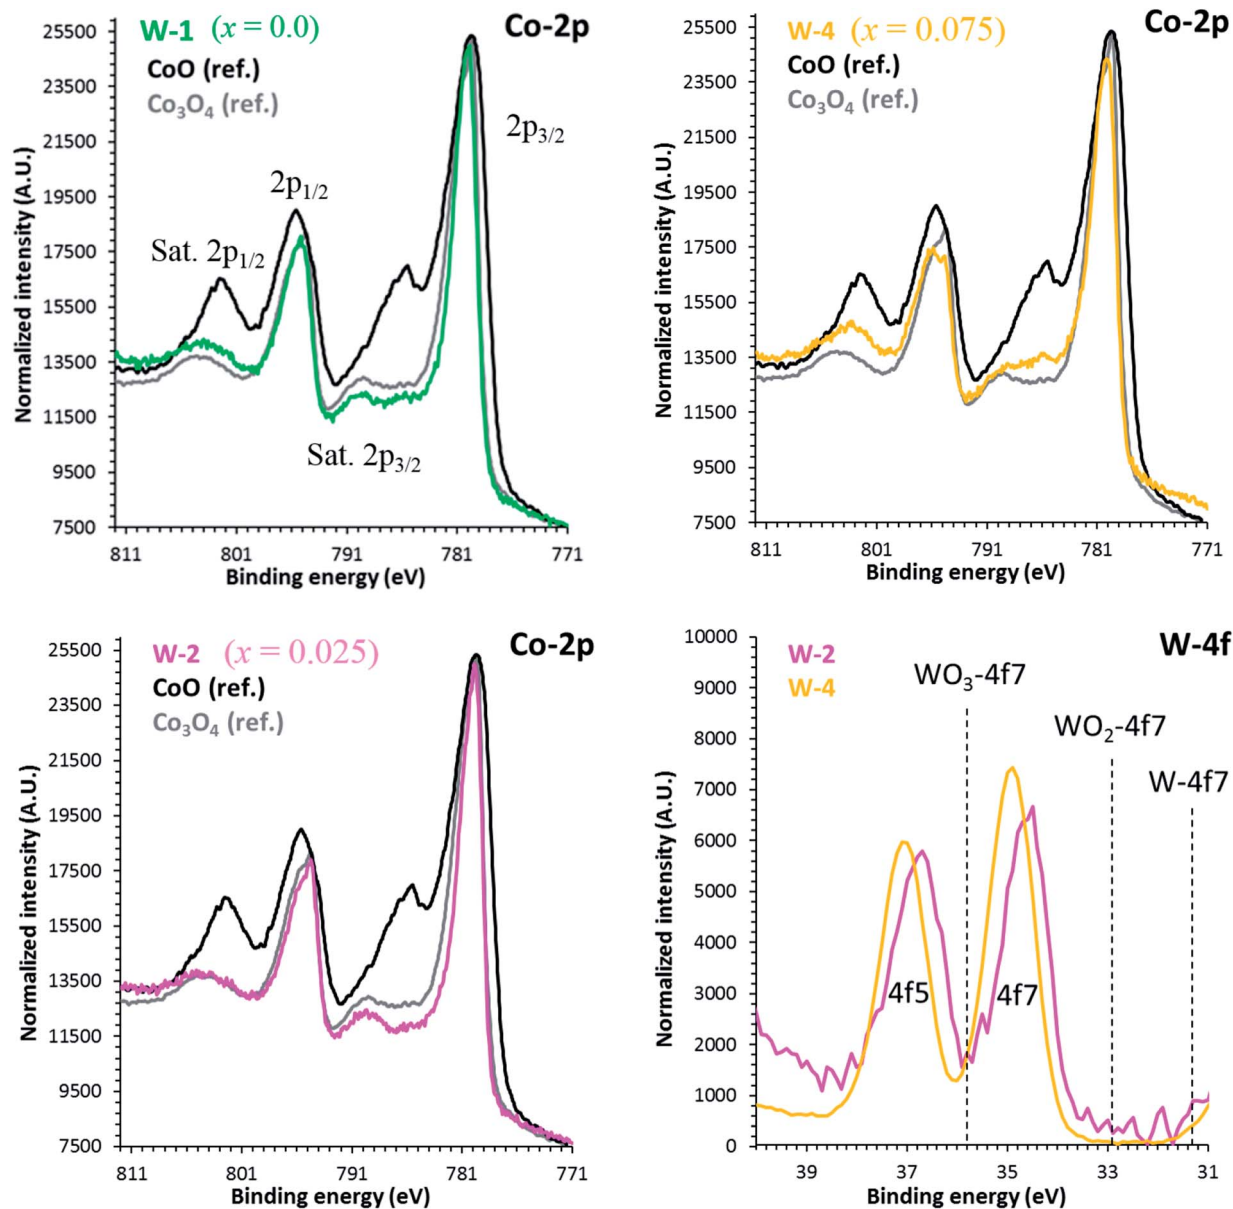 W-1 (x = 0.0)
Co-2p
CoO (ref.)
Co₃O₄ (ref.)
2p₃/₂
2p₁/₂
Sat. 2p₁/₂
Sat. 2p₃/₂
Normalized intensity (A.U.)
25500
23500
21500
19500
17500
15500
13500
11500
9500
7500
811 801 791 781 771
Binding energy (eV)
W-4 (x = 0.075)
Co-2p
CoO (ref.)
Co₃O₄ (ref.)
Normalized intensity (A.U.)
25500
23500
21500
19500
17500
15500
13500
11500
9500
7500
811 801 791 781 771
Binding energy (eV)
W-2 (x = 0.025)
Co-2p
CoO (ref.)
Co₃O₄ (ref.)
Normalized intensity (A.U.)
25500
23500
21500
19500
17500
15500
13500
11500
9500
7500
811 801 791 781 771
Binding energy (eV)
W-2
W-4
W-4f
WO₃-4f7
WO₂-4f7
W-4f7
4f5
4f7
Normalized intensity (A.U.)
10000
9000
8000
7000
6000
5000
4000
3000
2000
1000
0
39 37 35 33 31
Binding energy (eV)